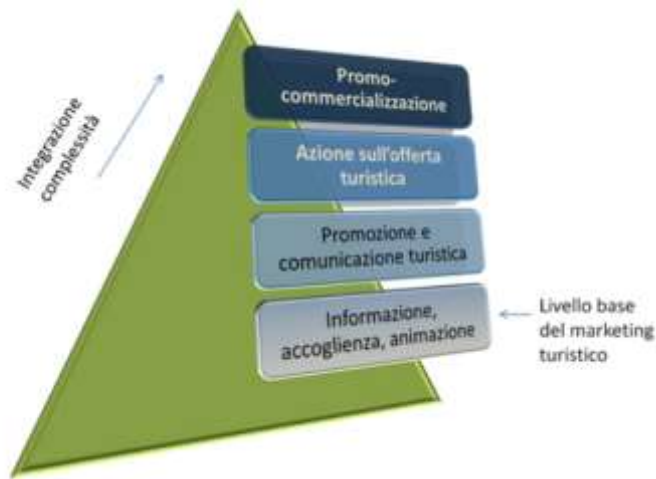 Promo-
commercializzazione
Integrazione
complessità
Azione sull'offerta
turistica
Promozione e
comunicazione turistica
Informazione,
accoglienza, animazione
Livello base
del marketing
turistico